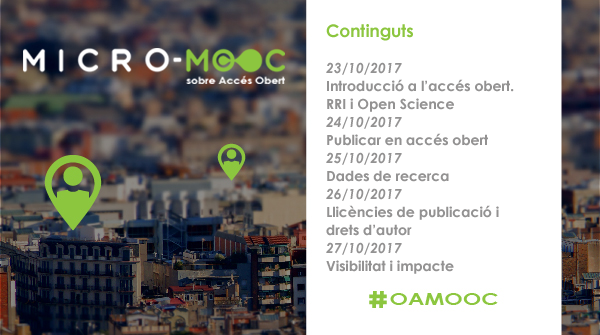 MICRO-MOOC
sobre Accés Obert
Continguts
23/10/2017
Introducció a l'accés obert.
RRI i Open Science
24/10/2017
Publicar en accés obert
25/10/2017
Dades de recerca
26/10/2017
Llicències de publicació i
drets d'autor
27/10/2017
Visibilitat i impacte
#OAMOOC